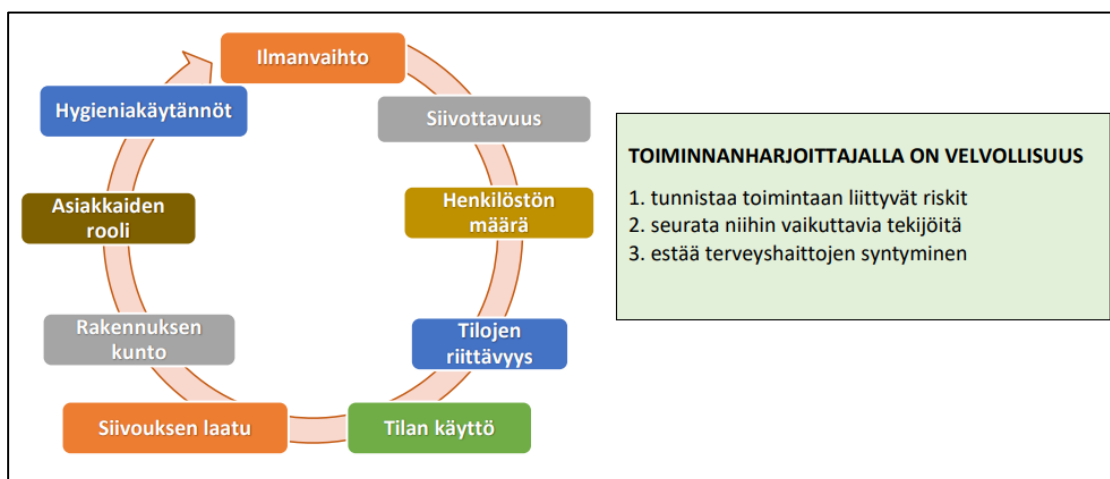 Ilmanvaihto
Siivottavuus
Henkilöstön
määrä
Tilojen
riittävyys
Tilan käyttö
Siivouksen laatu
Rakennuksen
kunto
Asiakkaiden
rooli
Hygieniakäytännöt
TOIMINNANHARJOITTAJALLA ON VELVOLLISUUS
1. tunnistaa toimintaan liittyvät riskit
2. seurata niihin vaikuttavia tekijöitä
3. estää terveyshaittojen syntyminen